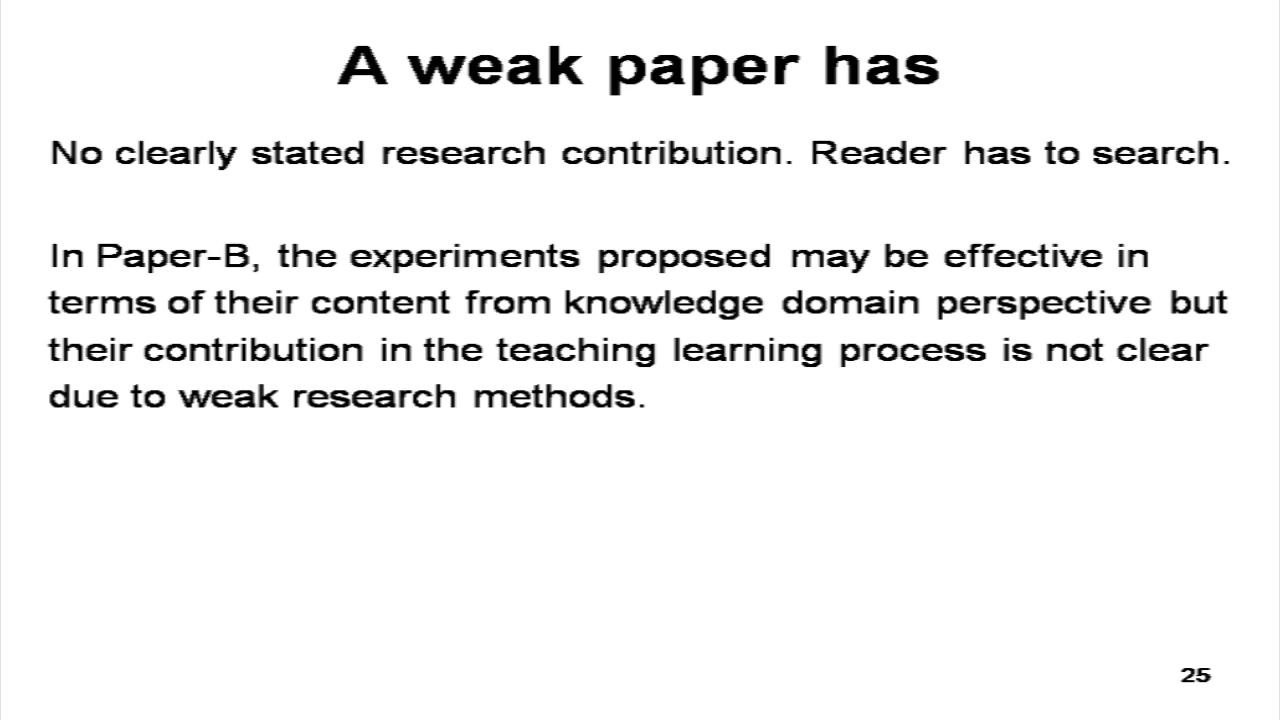 A weak paper has
No clearly stated research contribution. Reader has to search.
In Paper-B, the experiments proposed may be effective in
terms of their content from knowledge domain perspective but
their contribution in the teaching learning process is not clear
due to weak research methods.
25